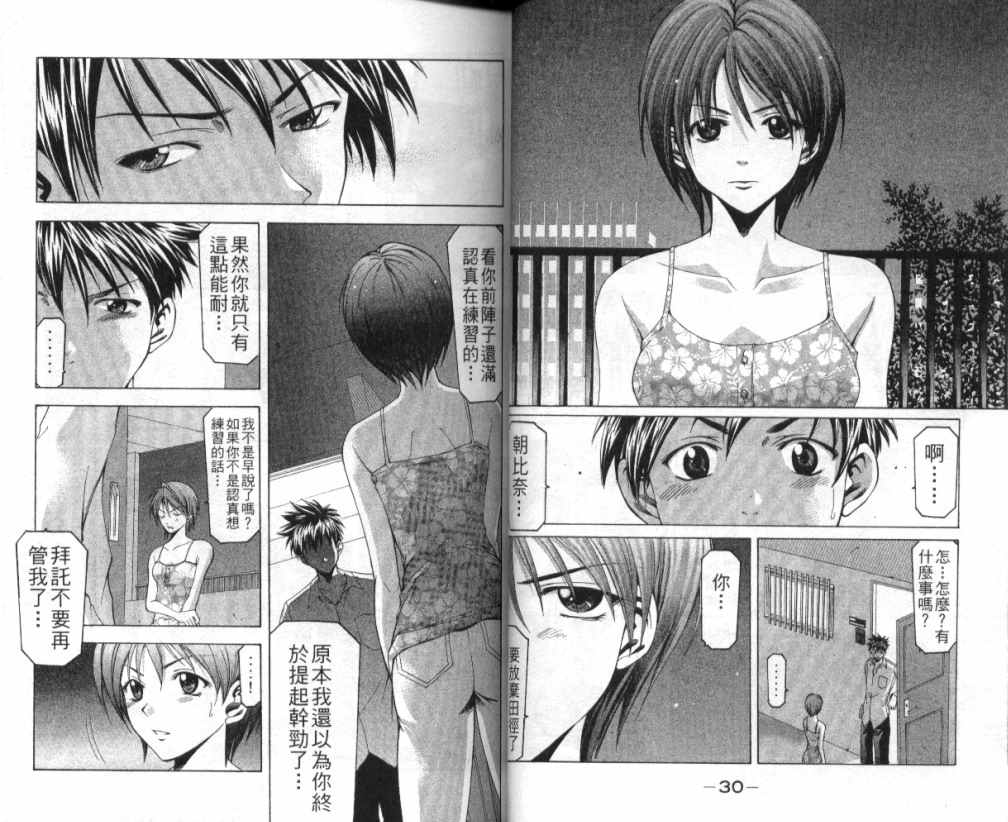 啊……
朝比奈…
怎…怎麼？有
什麼事嗎？
……
你…
要放棄田徑了
—30—
看你前陣子還滿
認真在練習的…
原本我還以為你終
於提起幹勁了…
果然你就只有
這點能耐…
……
我不是早說了嗎？
如果你不是認真想
練習的話…
拜託不要再
管我了…
…！